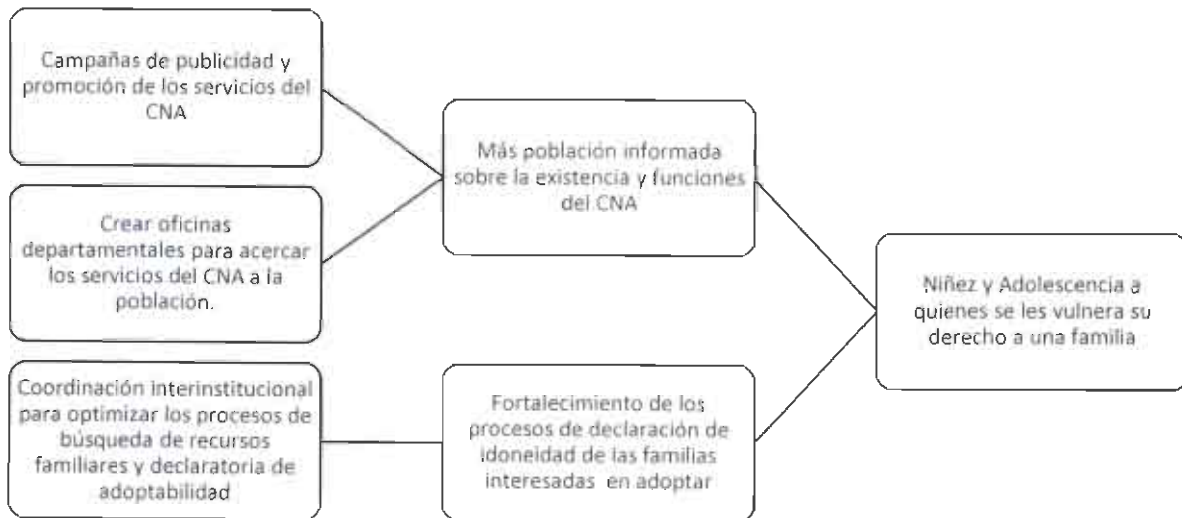 Campañas de publicidad y
promoción de los servicios del
CNA
Crear oficinas
departamentales para acercar
los servicios del CNA a la
población.
Coordinación interinstitucional
para optimizar los procesos de
búsqueda de recursos
familiares y declaratoria de
adoptabilidad
Más población informada
sobre la existencia y funciones
del CNA
Fortalecimiento de los
procesos de declaración de
idoneidad de las familias
interesadas en adoptar
Niñez y Adolescencia a
quienes se les vulnera su
derecho a una familia